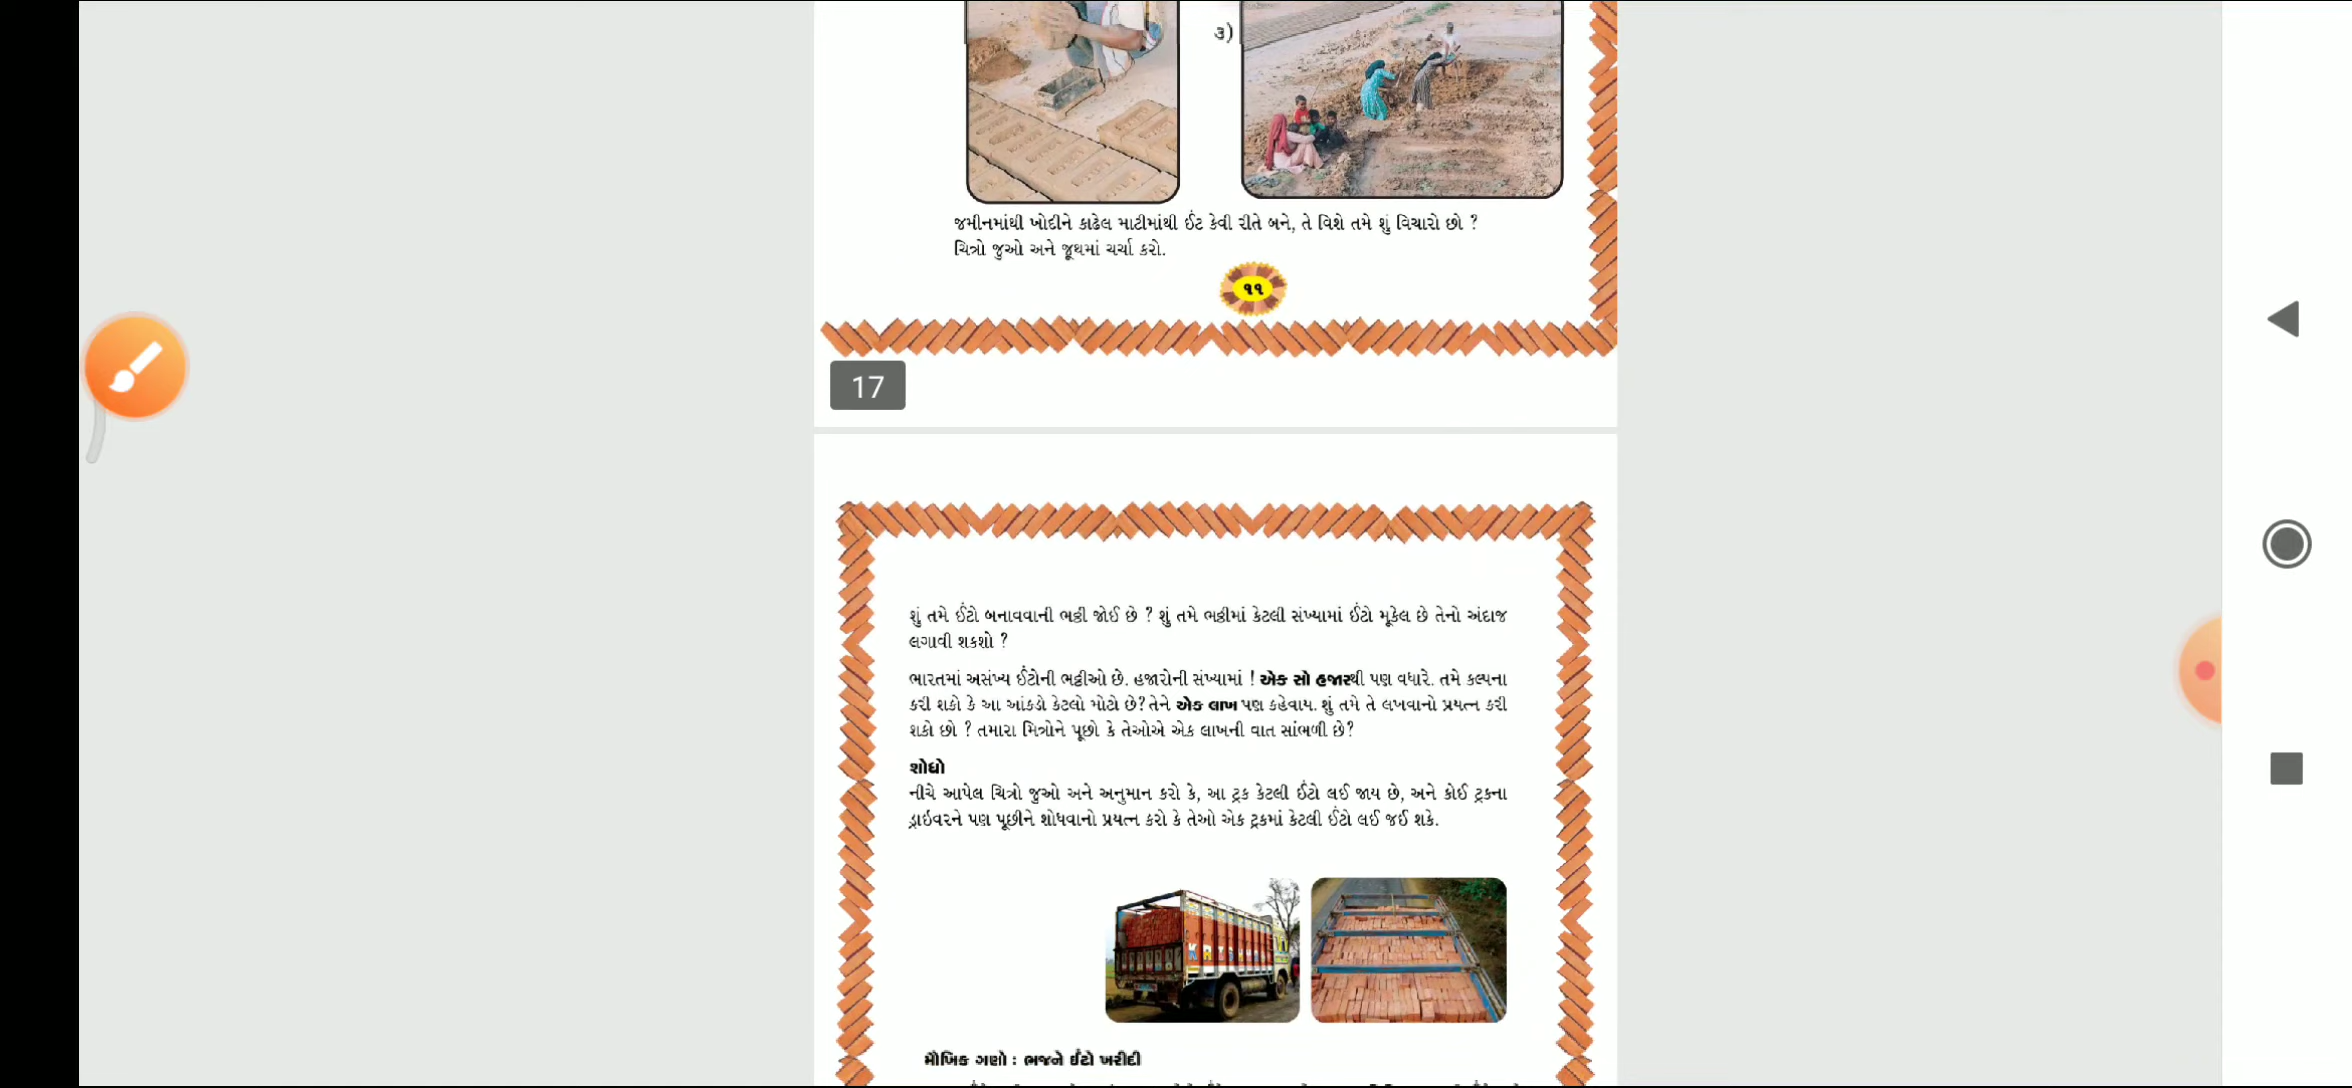 ૩)
જમીનમાંથી ખોદીને કાઢેલ માટીમાંથી ઈંટ કેવી રીતે બને, તે વિશે તમે શું વિચારો છો ?
ચિત્રો જુઓ અને જૂથમાં ચર્ચા કરો.
૧૧
17
શું તમે ઈંટો બનાવવાની ભઠ્ઠી જોઈ છે ? શું તમે ભઠ્ઠીમાં કેટલી સંખ્યામાં ઈંટો મૂકેલ છે તેનો અંદાજ
લગાવી શકશો ?
ભારતમાં અસંખ્ય ઈંટોની ભઠ્ઠીઓ છે. હજારોની સંખ્યામાં ! એક સો હજારથી પણ વધારે. તમે કલ્પના
કરી શકો કે આ આંકડો કેટલો મોટો છે? તેને એક લાખ પણ કહેવાય. શું તમે તે લખવાનો પ્રયત્ન કરી
શકો છો ? તમારા મિત્રોને પૂછો કે તેઓએ એક લાખની વાત સાંભળી છે?
શોધો
નીચે આપેલ ચિત્રો જુઓ અને અનુમાન કરો કે, આ ટ્રક કેટલી ઈંટો લઈ જાય છે, અને કોઈ ટ્રકના
ડ્રાઇવરને પણ પૂછીને શોધવાનો પ્રયત્ન કરો કે તેઓ એક ટ્રકમાં કેટલી ઈંટો લઈ જઈ શકે.
મૌખિક ગણો : ભજને ઈંટો ખરીદી